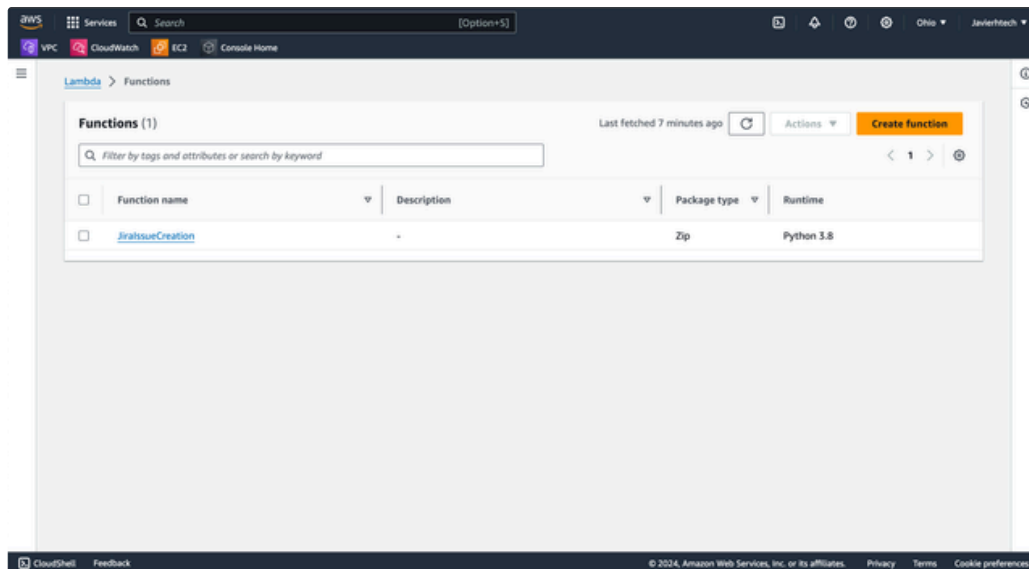 aws Services Search [Option+S] Ohio Javierhtech
VPC CloudWatch EC2 Console Home
Lambda > Functions
Functions (1) Last fetched 7 minutes ago Actions Create function
Filter by tags and attributes or search by keyword 1
Function name Description Package type Runtime
JiraIssueCreation - Zip Python 3.8
CloudShell Feedback © 2024, Amazon Web Services, Inc. or its affiliates. Privacy Terms Cookie preferences